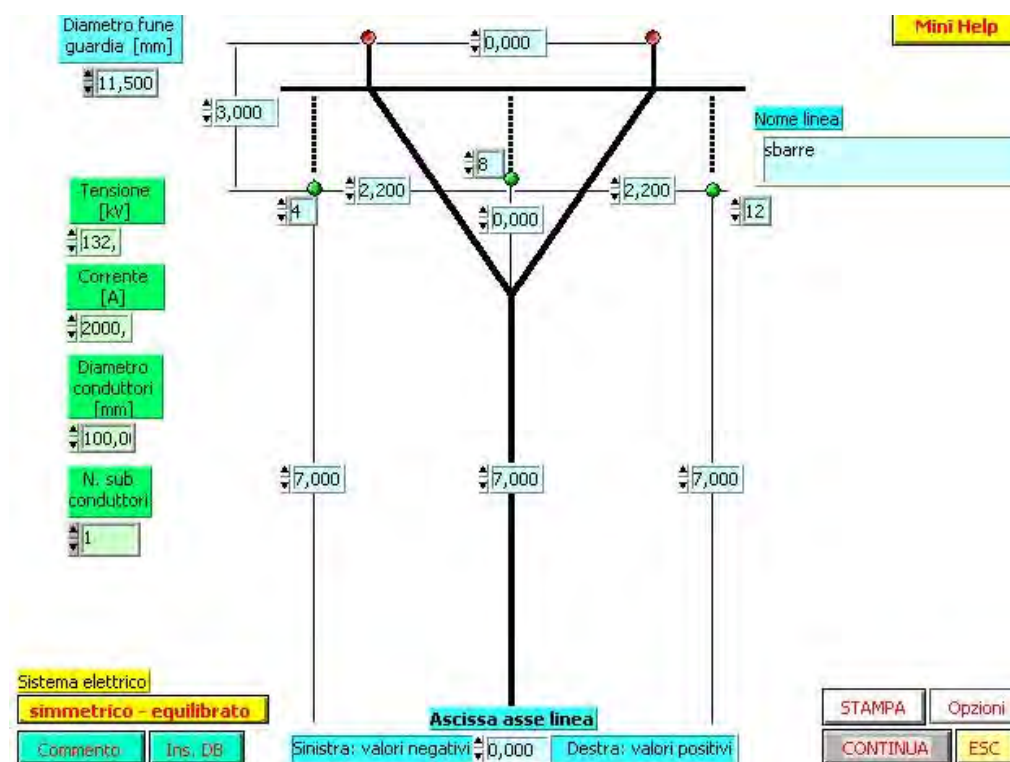 Diametro fune
guardia [mm]
11,500
0,000
Mini Help
3,000
Nome linea
sbarre
8
Tensione
[kV]
132,
4
2,200
0,000
2,200
12
Corrente
[A]
2000,
Diametro
conduttori
[mm]
100,0
N. sub
conduttori
1
7,000
7,000
7,000
Sistema elettrico
simmetrico - equilibrato
Commento
Ins. DB
Ascissa asse linea
Sinistra: valori negativi
0,000
Destra: valori positivi
STAMPA
Opzioni
CONTINUA
ESC